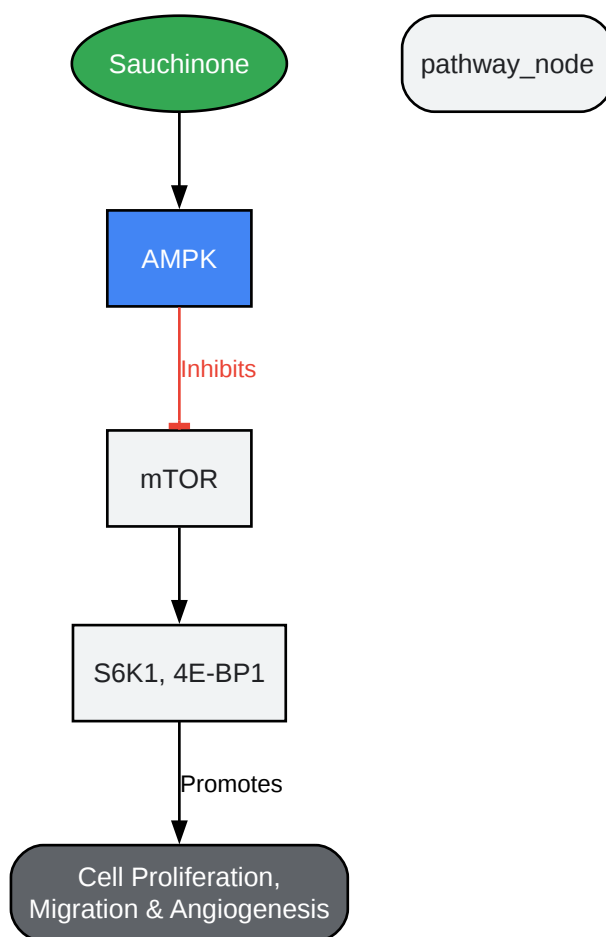 Sauchinone
pathway_node
AMPK
Inhibits
mTOR
S6K1, 4E-BP1
Promotes
Cell Proliferation,
Migration & Angiogenesis